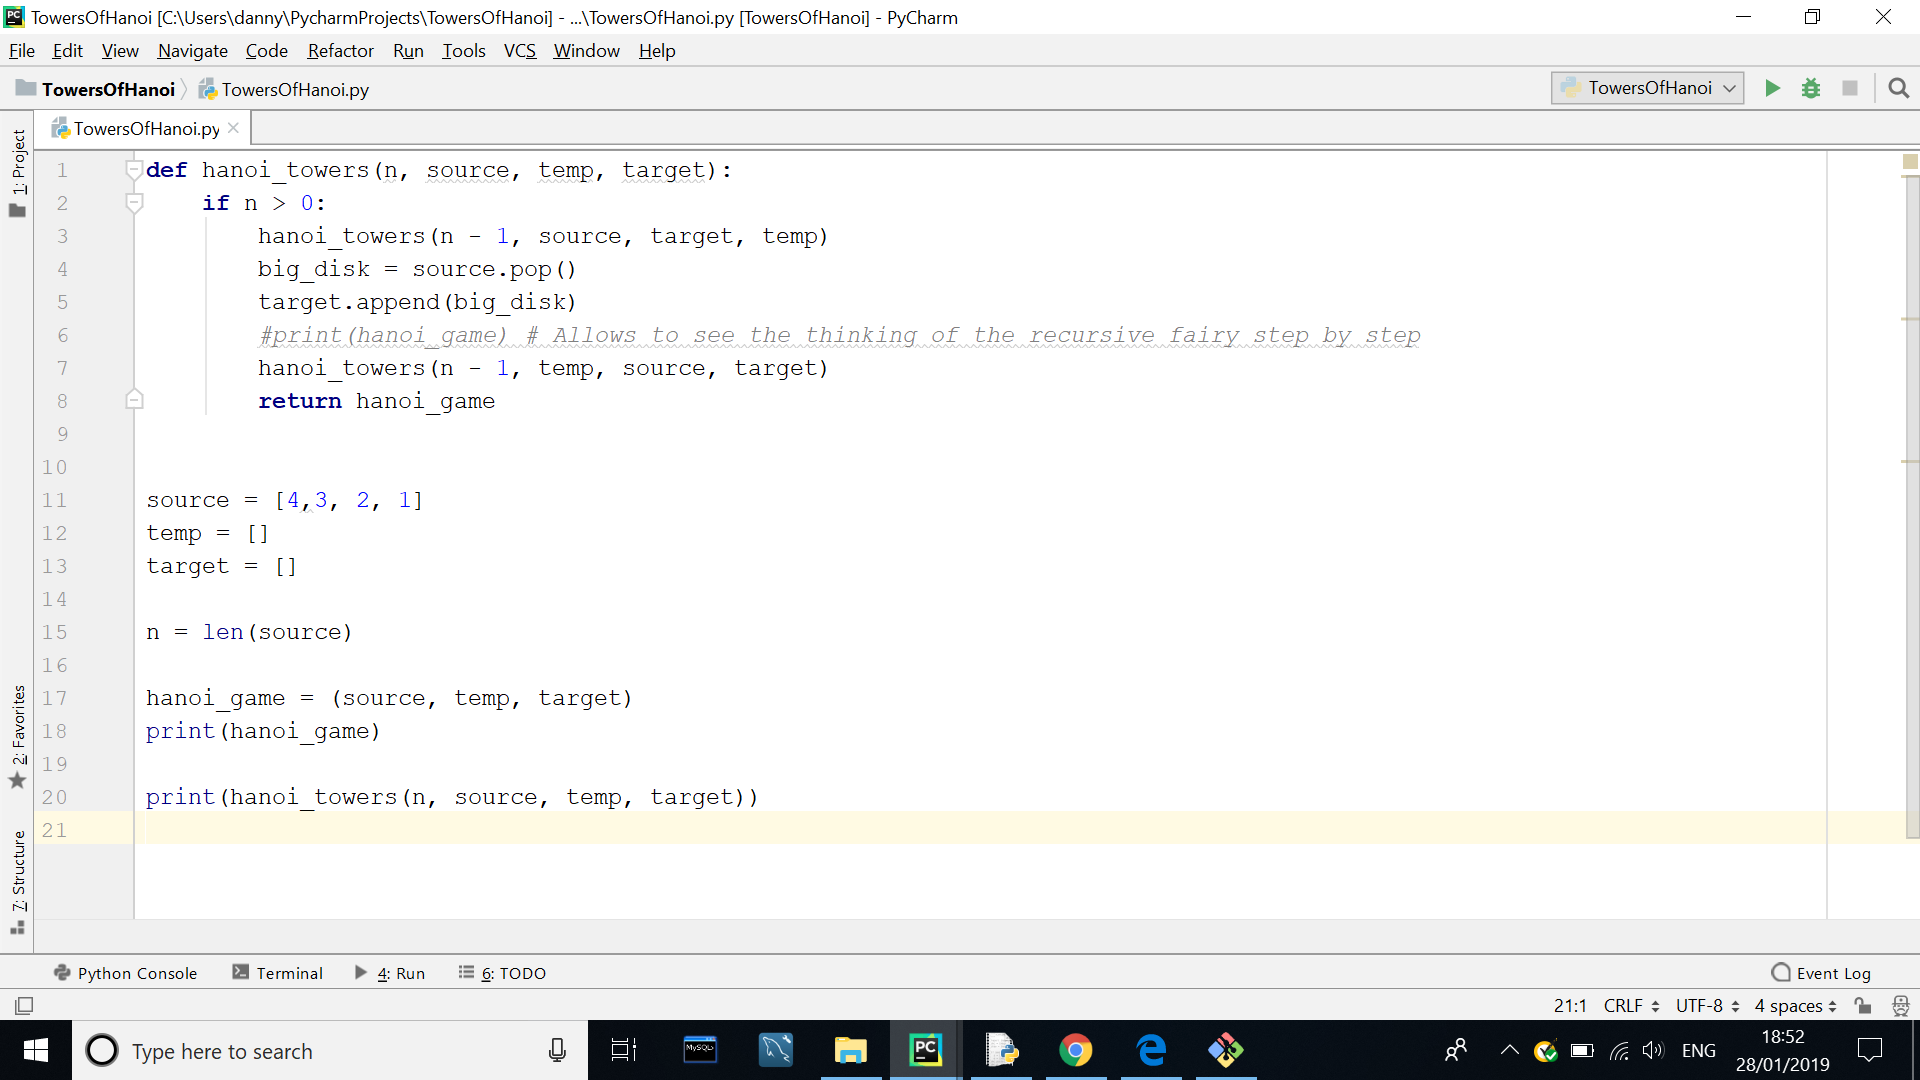 TowersOfHanoi [C:\Users\danny\PycharmProjects\TowersOfHanoi] - ...\TowersOfHanoi.py [TowersOfHanoi] - PyCharm
File Edit View Navigate Code Refactor Run Tools VCS Window Help
TowersOfHanoi TowersOfHanoi.py TowersOfHanoi
TowersOfHanoi.py
1: Project
2: Favorites
7: Structure
1 def hanoi_towers(n, source, temp, target):
2     if n > 0:
3         hanoi_towers(n - 1, source, target, temp)
4         big_disk = source.pop()
5         target.append(big_disk)
6         #print(hanoi_game) # Allows to see the thinking of the recursive fairy step by step
7         hanoi_towers(n - 1, temp, source, target)
8         return hanoi_game
9
10
11 source = [4,3, 2, 1]
12 temp = []
13 target = []
14
15 n = len(source)
16
17 hanoi_game = (source, temp, target)
18 print(hanoi_game)
19
20 print(hanoi_towers(n, source, temp, target))
21
Python Console Terminal 4: Run 6: TODO Event Log
21:1 CRLF UTF-8 4 spaces
Type here to search
MySQL
PC
ENG
18:52
28/01/2019